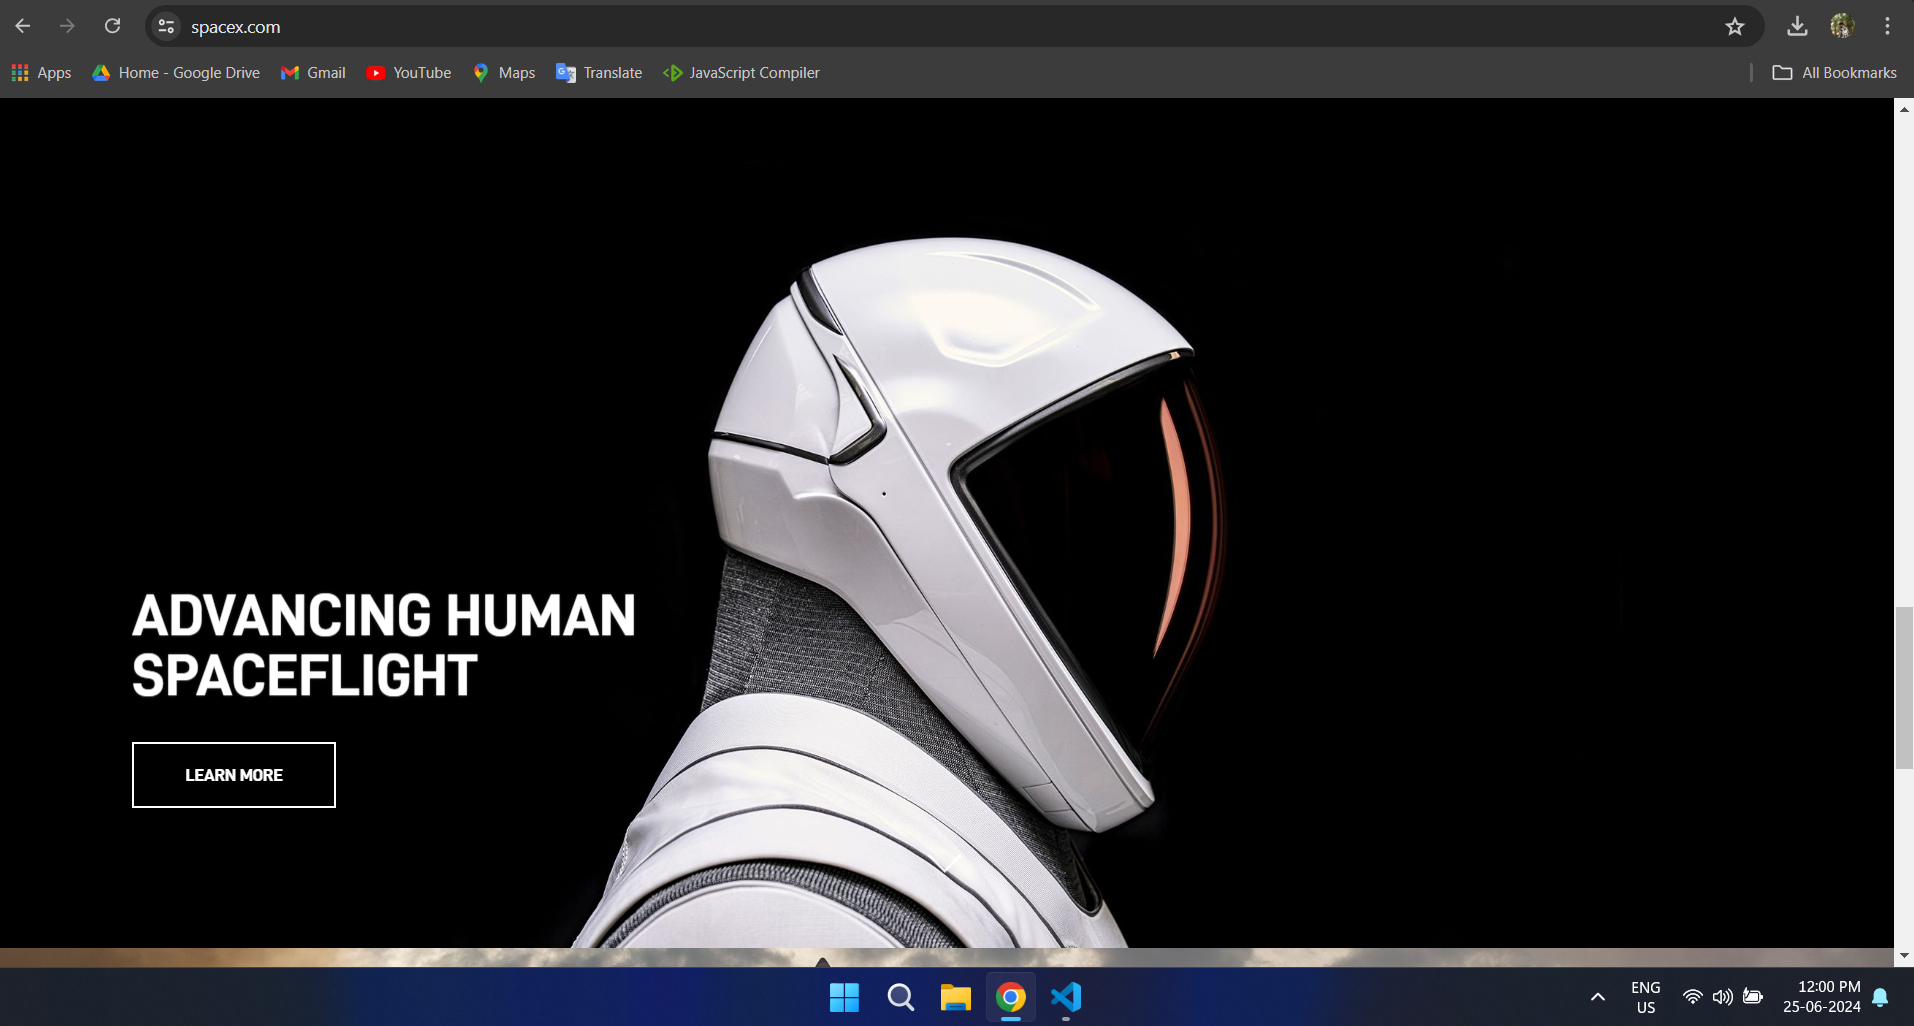 spacex.com
Apps Home - Google Drive Gmail YouTube Maps Translate JavaScript Compiler All Bookmarks
ADVANCING HUMAN
SPACEFLIGHT
LEARN MORE
ENG
US
12:00 PM
25-06-2024